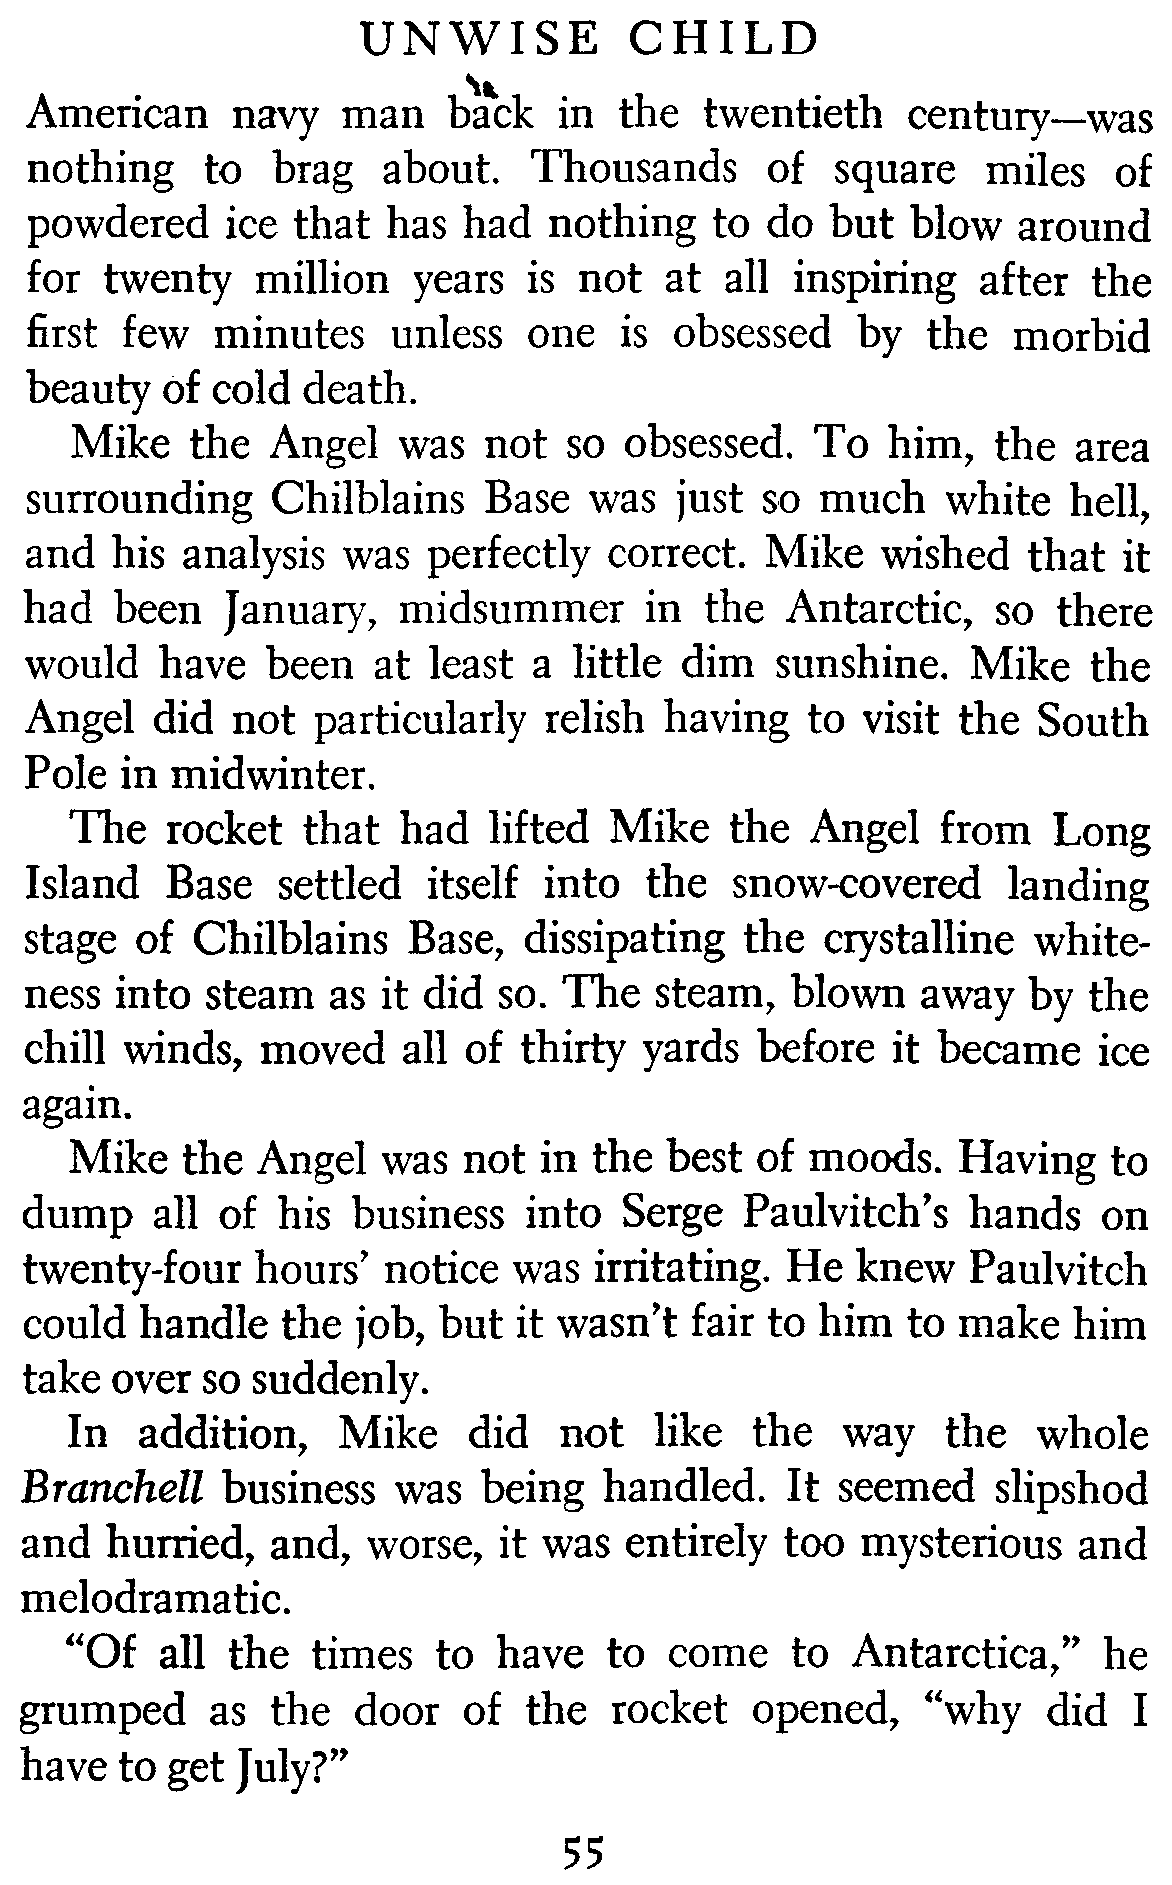 UNWISE CHILD
American navy man back in the twentieth century—was
nothing to brag about. Thousands of square miles of
powdered ice that has had nothing to do but blow around
for twenty million years is not at all inspiring after the
first few minutes unless one is obsessed by the morbid
beauty of cold death.
Mike the Angel was not so obsessed. To him, the area
surrounding Chilblains Base was just so much white hell,
and his analysis was perfectly correct. Mike wished that it
had been January, midsummer in the Antarctic, so there
would have been at least a little dim sunshine. Mike the
Angel did not particularly relish having to visit the South
Pole in midwinter.
The rocket that had lifted Mike the Angel from Long
Island Base settled itself into the snow-covered landing
stage of Chilblains Base, dissipating the crystalline white-
ness into steam as it did so. The steam, blown away by the
chill winds, moved all of thirty yards before it became ice
again.
Mike the Angel was not in the best of moods. Having to
dump all of his business into Serge Paulvitch's hands on
twenty-four hours' notice was irritating. He knew Paulvitch
could handle the job, but it wasn't fair to him to make him
take over so suddenly.
In addition, Mike did not like the way the whole
Branchell business was being handled. It seemed slipshod
and hurried, and, worse, it was entirely too mysterious and
melodramatic.
“Of all the times to have to come to Antarctica,” he
grumped as the door of the rocket opened, “why did I
have to get July?”
55